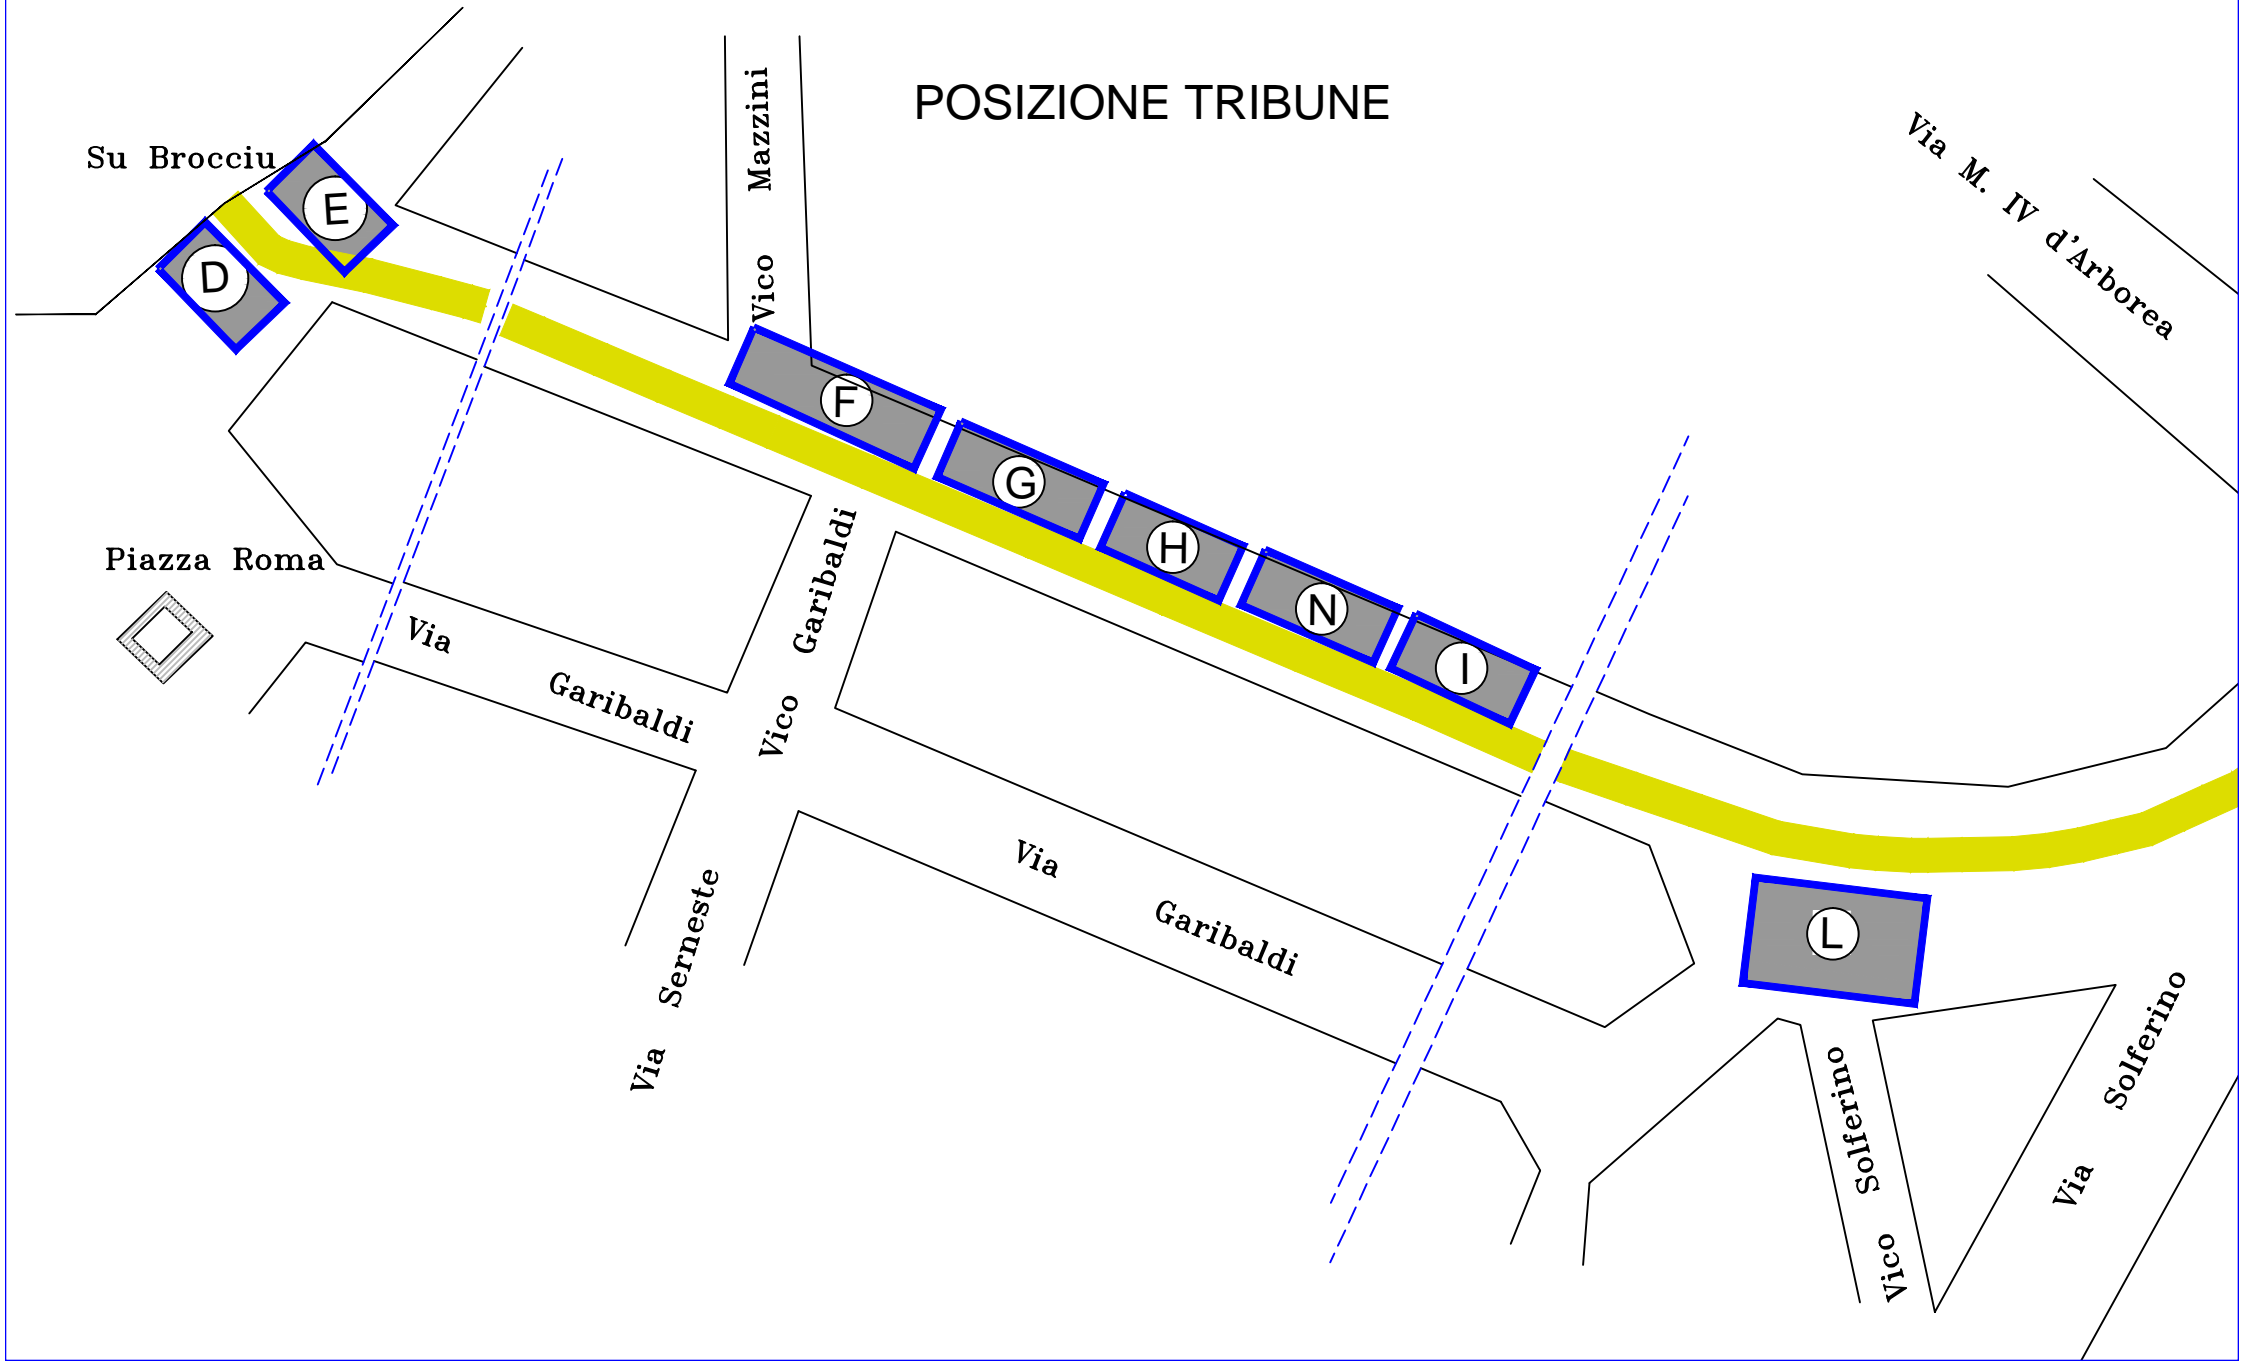 POSIZIONE TRIBUNE
Su Brocciu
E
D
Vico Mazzini
Via M. IV d'Arborea
F
G
H
N
I
L
Piazza Roma
Via Garibaldi
Vico Garibaldi
Via Serneste
Via Garibaldi
Vico Solferino
Via Solferino